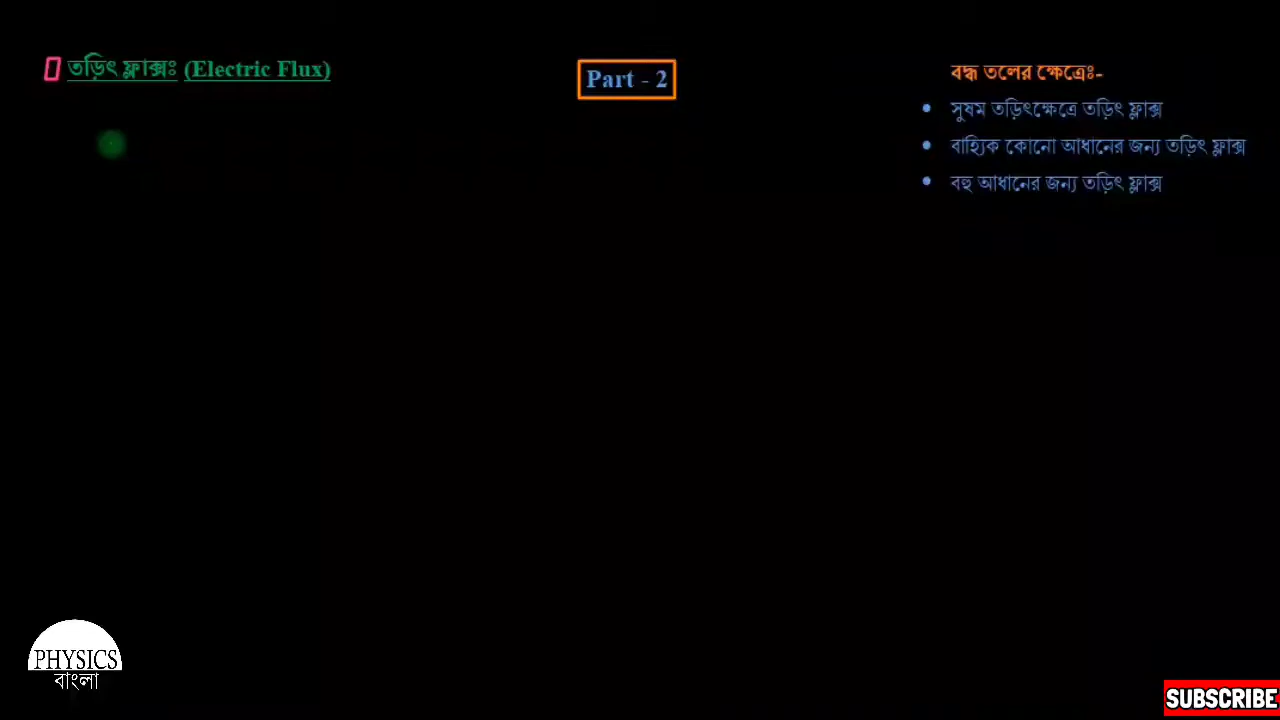 তড়িৎ ফ্লাক্সঃ (Electric Flux)
Part - 2
বদ্ধ তলের ক্ষেত্রেঃ-
• সুষম তড়িৎক্ষেত্রে তড়িৎ ফ্লাক্স
• বাহ্যিক কোনো আধানের জন্য তড়িৎ ফ্লাক্স
• বহু আধানের জন্য তড়িৎ ফ্লাক্স
PHYSICS
বাংলা
SUBSCRIBE